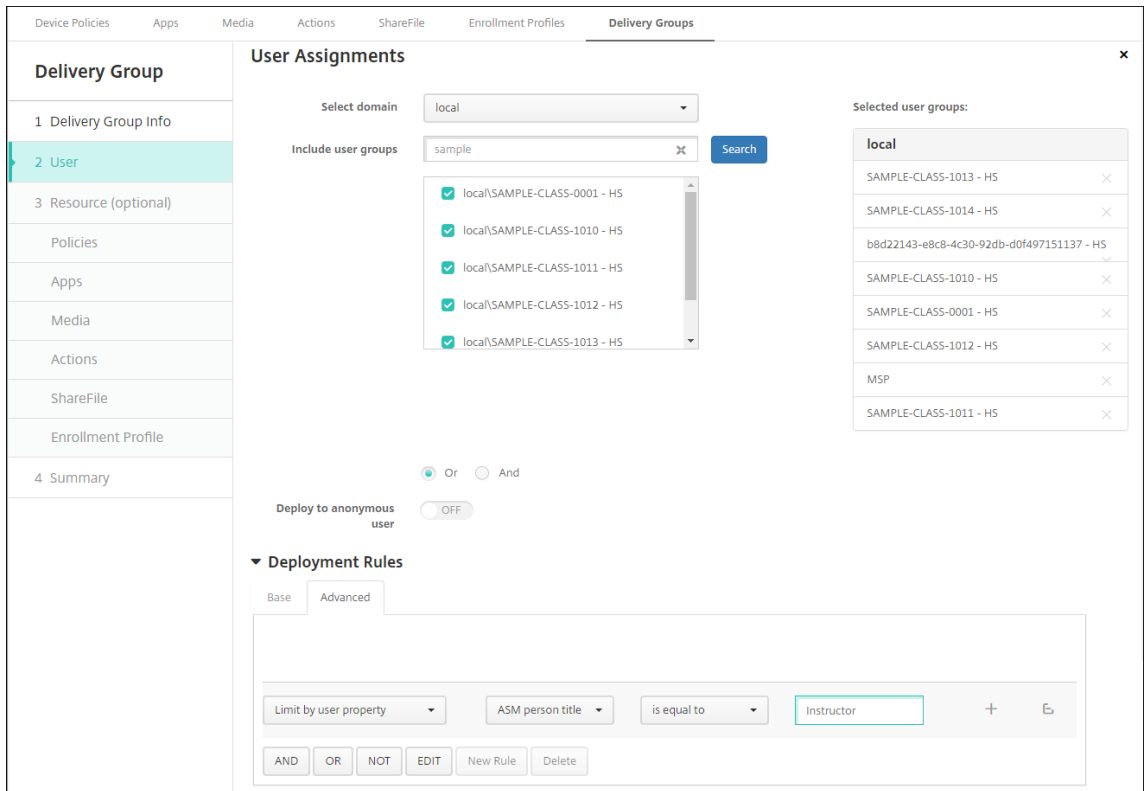 Device Policies Apps Media Actions ShareFile Enrollment Profiles Delivery Groups
Delivery Group
1 Delivery Group Info
2 User
3 Resource (optional)
Policies
Apps
Media
Actions
ShareFile
Enrollment Profile
4 Summary
User Assignments
Select domain local
Include user groups sample Search
local\SAMPLE-CLASS-0001 - HS
local\SAMPLE-CLASS-1010 - HS
local\SAMPLE-CLASS-1011 - HS
local\SAMPLE-CLASS-1012 - HS
local\SAMPLE-CLASS-1013 - HS
Selected user groups:
local
SAMPLE-CLASS-1013 - HS
SAMPLE-CLASS-1014 - HS
b8d22143-e8c8-4c30-92db-d0f497151137 - HS
SAMPLE-CLASS-1010 - HS
SAMPLE-CLASS-0001 - HS
SAMPLE-CLASS-1012 - HS
MSP
SAMPLE-CLASS-1011 - HS
Or And
Deploy to anonymous
user
OFF
Deployment Rules
Base Advanced
Limit by user property ASM person title is equal to Instructor
AND OR NOT EDIT New Rule Delete